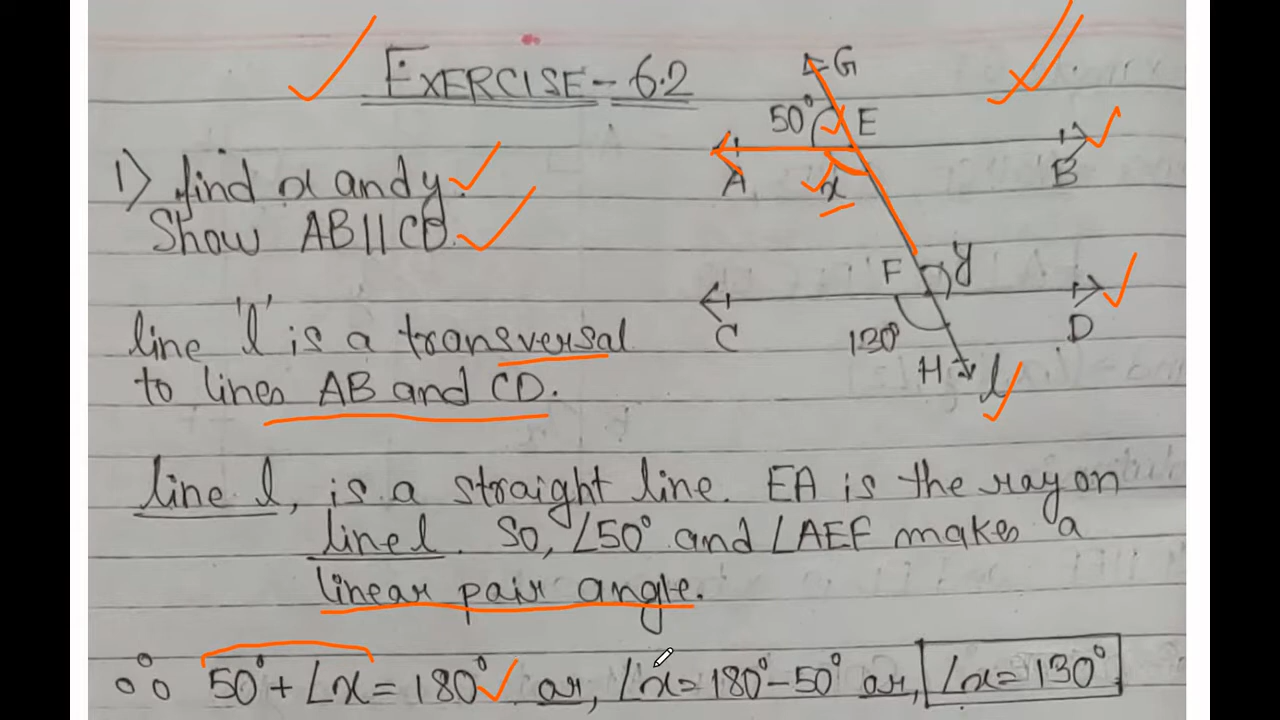 EXERCISE - 6.2
1) find x and y.
Show AB || CD.
G
50°
E
A
B
x
F
y
C
D
130°
H
l
line 'l' is a transversal
to lines AB and CD.
line l, is a straight line. EA is the ray on
line l. So, ∠50° and ∠AEF makes a
linear pair angle.
∴ 50° + ∠x = 180° or, ∠x = 180° - 50° or, ∠x = 130°